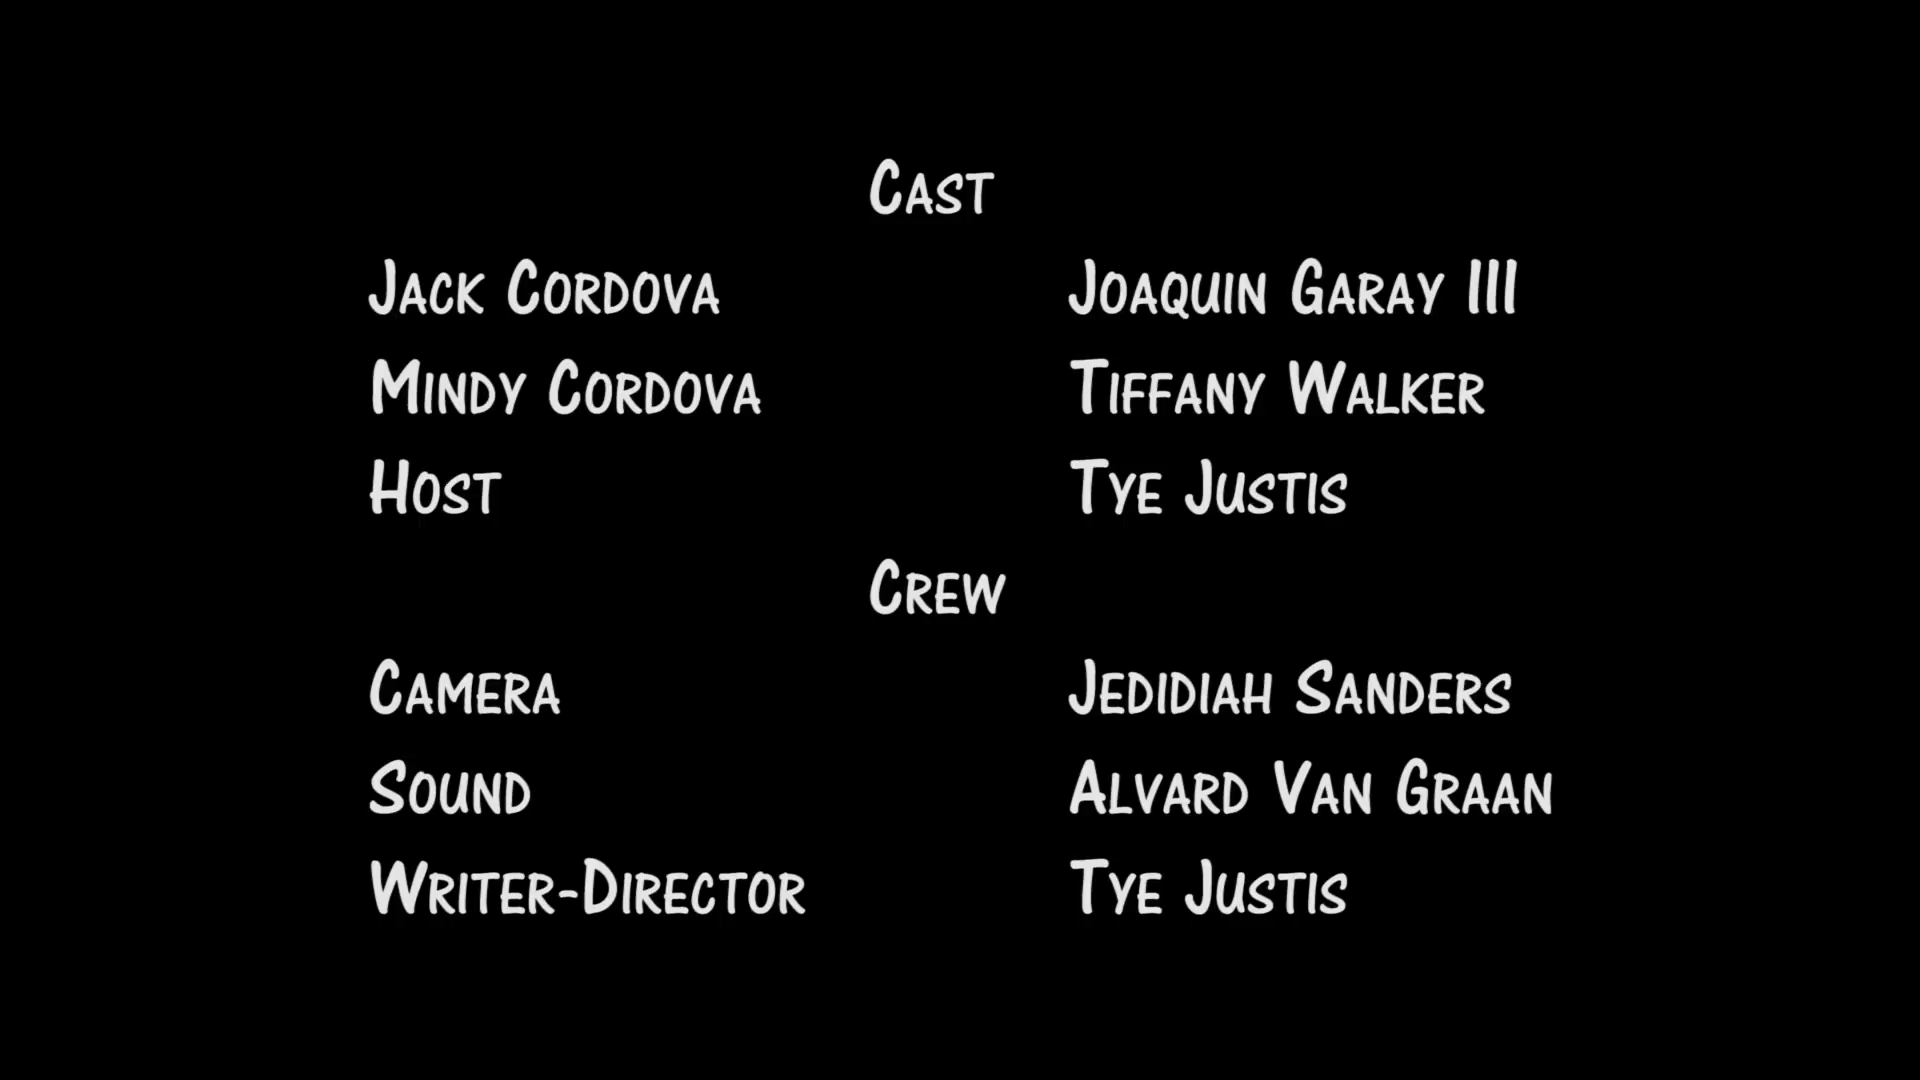 Cast
Jack Cordova Joaquin Garay III
Mindy Cordova Tiffany Walker
Host Tye Justis
Crew
Camera Jedidiah Sanders
Sound Alvard Van Graan
Writer-Director Tye Justis